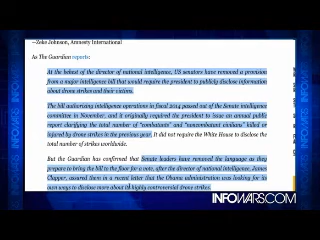 —Zeke Johnson, Amnesty International
As The Guardian reports:
At the behest of the director of national intelligence, US senators have removed a provision
from a major intelligence bill that would require the president to publicly disclose information
about drone strikes and their victims.
The bill authorizing intelligence operations in fiscal 2014 passed out of the Senate intelligence
committee in November, and it originally required the president to issue an annual public
report clarifying the total number of "combatants" and "noncombatant civilians" killed or
injured by drone strikes in the previous year. It did not require the White House to disclose the
total number of strikes worldwide.
But the Guardian has confirmed that Senate leaders have removed the language as they
prepare to bring the bill to the floor for a vote, after the director of national intelligence, James
Clapper, assured them in a recent letter that the Obama administration was looking for its
own ways to disclose more about its highly controversial drone strikes.
INFOWARS.COM